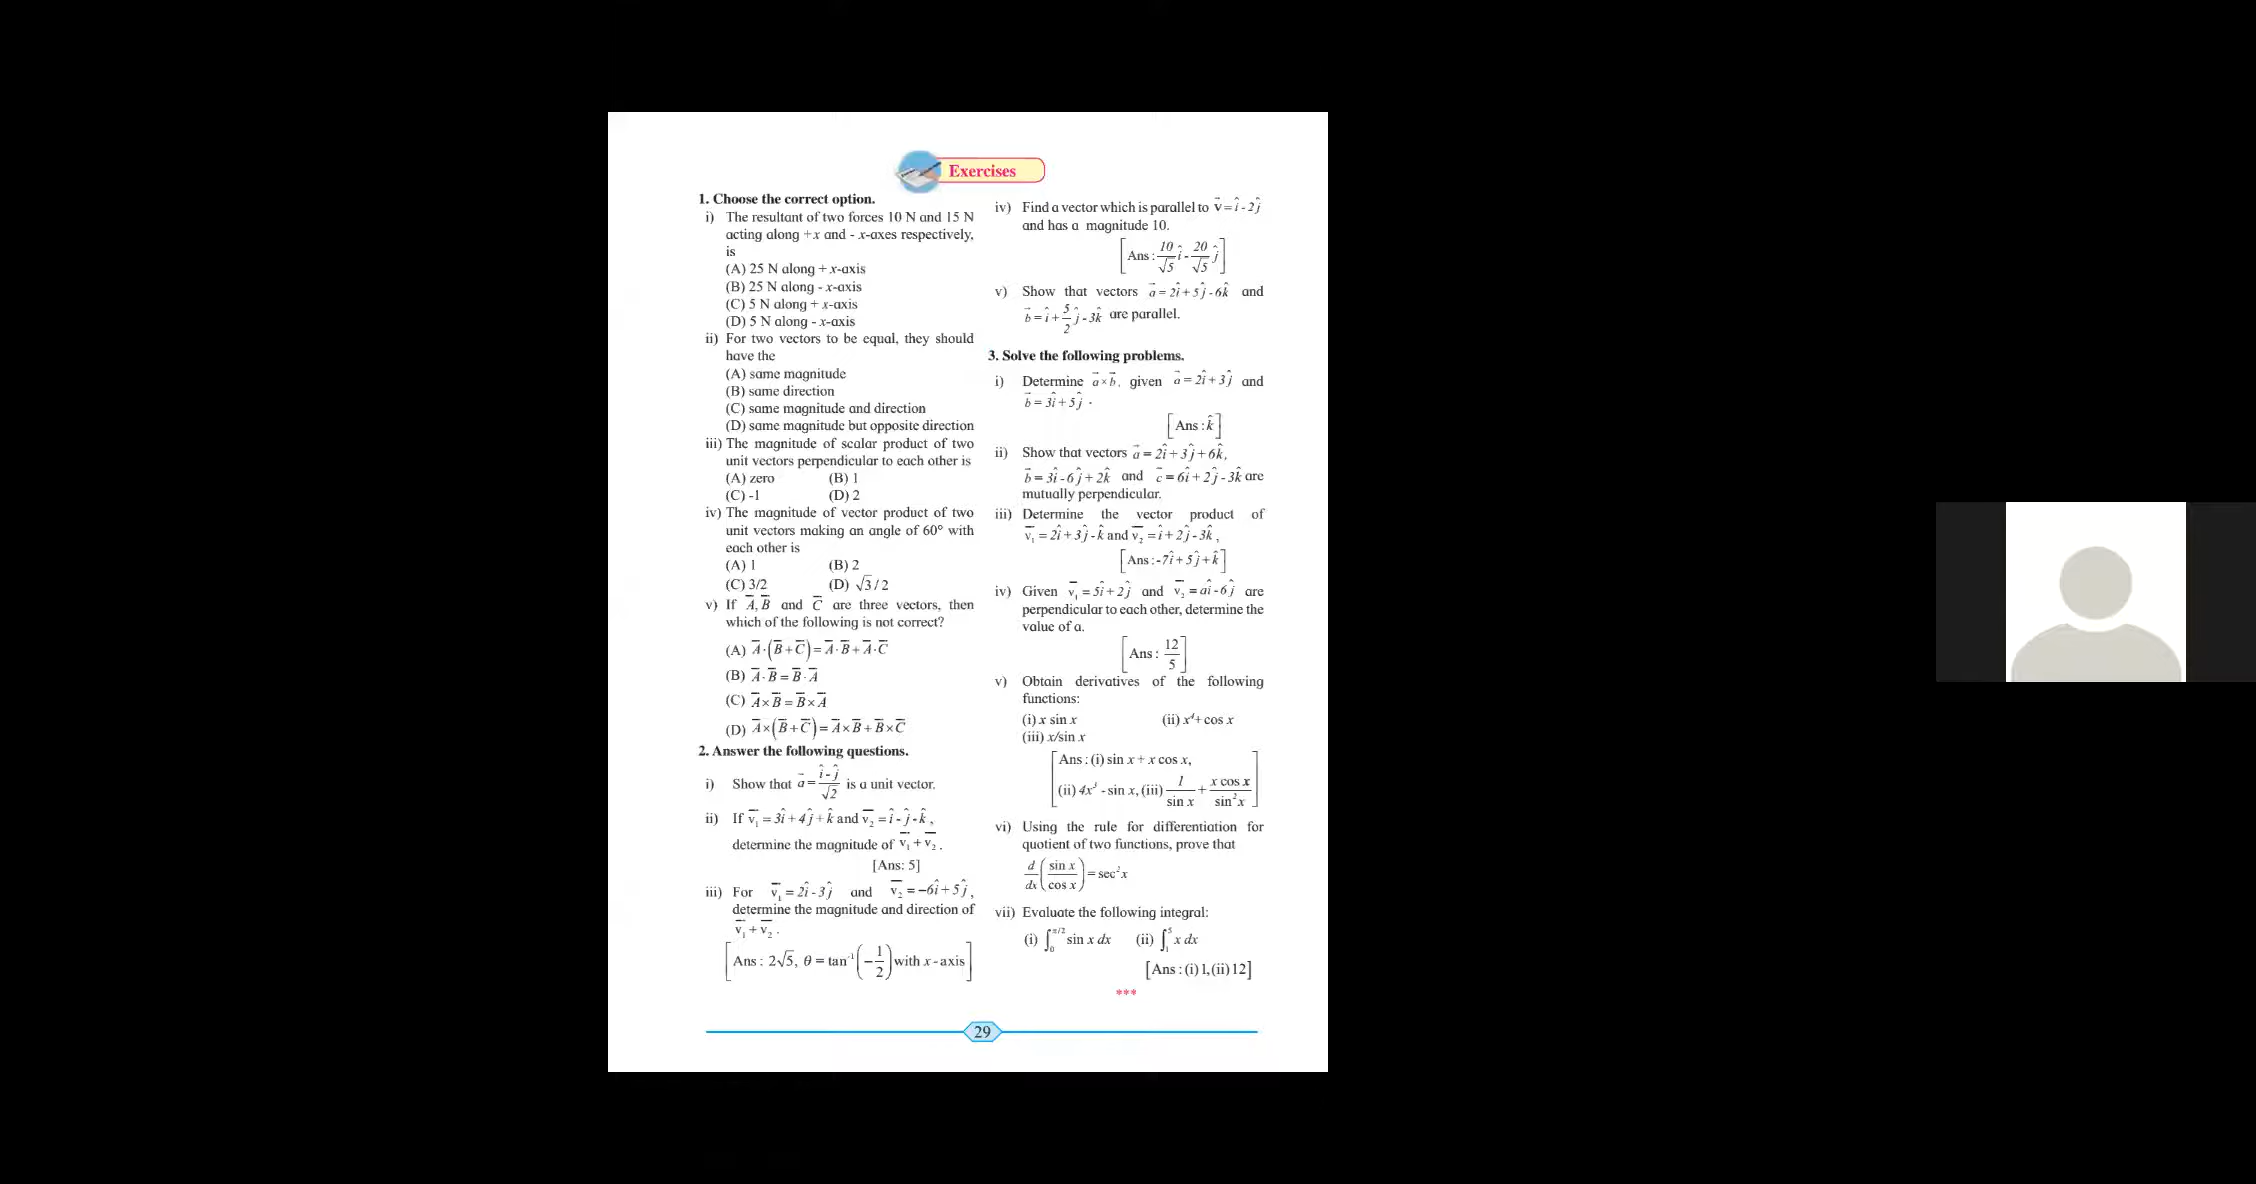 Exercises
1. Choose the correct option.
i) The resultant of two forces 10 N and 15 N
acting along +x and - x-axes respectively,
is
(A) 25 N along + x-axis
(B) 25 N along - x-axis
(C) 5 N along + x-axis
(D) 5 N along - x-axis
ii) For two vectors to be equal, they should
have the
(A) same magnitude
(B) same direction
(C) same magnitude and direction
(D) same magnitude but opposite direction
iii) The magnitude of scalar product of two
unit vectors perpendicular to each other is
(A) zero (B) 1
(C) -1 (D) 2
iv) The magnitude of vector product of two
unit vectors making an angle of 60° with
each other is
(A) 1 (B) 2
(C) 3/2 (D) √3 / 2
v) If A̅, B̅ and C̅ are three vectors, then
which of the following is not correct?
(A) A̅·(B̅+C̅) = A̅·B̅ + A̅·C̅
(B) A̅·B̅ = B̅·A̅
(C) A̅×B̅ = B̅×A̅
(D) A̅×(B̅+C̅) = A̅×B̅ + B̅×C̅
2. Answer the following questions.
i) Show that a⃗ = (î - ĵ)/√2 is a unit vector.
ii) If v̅₁ = 3î + 4ĵ + k̂ and v̅₂ = î - ĵ - k̂ ,
determine the magnitude of v̅₁ + v̅₂ .
[Ans: 5]
iii) For v̅₁ = 2î - 3ĵ and v̅₂ = −6î + 5ĵ ,
determine the magnitude and direction of
v̅₁ + v̅₂ .
[Ans : 2√5, θ = tan⁻¹(−1/2) with x - axis]
iv) Find a vector which is parallel to v⃗ = î - 2ĵ
and has a magnitude 10.
[Ans : 10/√5 î - 20/√5 ĵ]
v) Show that vectors a⃗ = 2î + 5ĵ - 6k̂ and
b⃗ = î + 5/2 ĵ - 3k̂ are parallel.
3. Solve the following problems.
i) Determine a⃗ × b⃗, given a⃗ = 2î + 3ĵ and
b⃗ = 3î + 5ĵ .
[Ans : k̂]
ii) Show that vectors a⃗ = 2î + 3ĵ + 6k̂,
b⃗ = 3î - 6ĵ + 2k̂ and c⃗ = 6î + 2ĵ - 3k̂ are
mutually perpendicular.
iii) Determine the vector product of
v̅₁ = 2î + 3ĵ - k̂ and v̅₂ = î + 2ĵ - 3k̂ ,
[Ans : -7î + 5ĵ + k̂]
iv) Given v̅₁ = 5î + 2ĵ and v̅₂ = aî - 6ĵ are
perpendicular to each other, determine the
value of a.
[Ans : 12/5]
v) Obtain derivatives of the following
functions:
(i) x sin x (ii) x⁴+ cos x
(iii) x/sin x
[Ans : (i) sin x + x cos x,
(ii) 4x³ - sin x, (iii) 1/sin x + x cos x/sin²x]
vi) Using the rule for differentiation for
quotient of two functions, prove that
d/dx (sin x/cos x) = sec²x
vii) Evaluate the following integral:
(i) ∫₀^π/2 sin x dx (ii) ∫₁⁵ x dx
[Ans : (i) 1, (ii) 12]
***
29